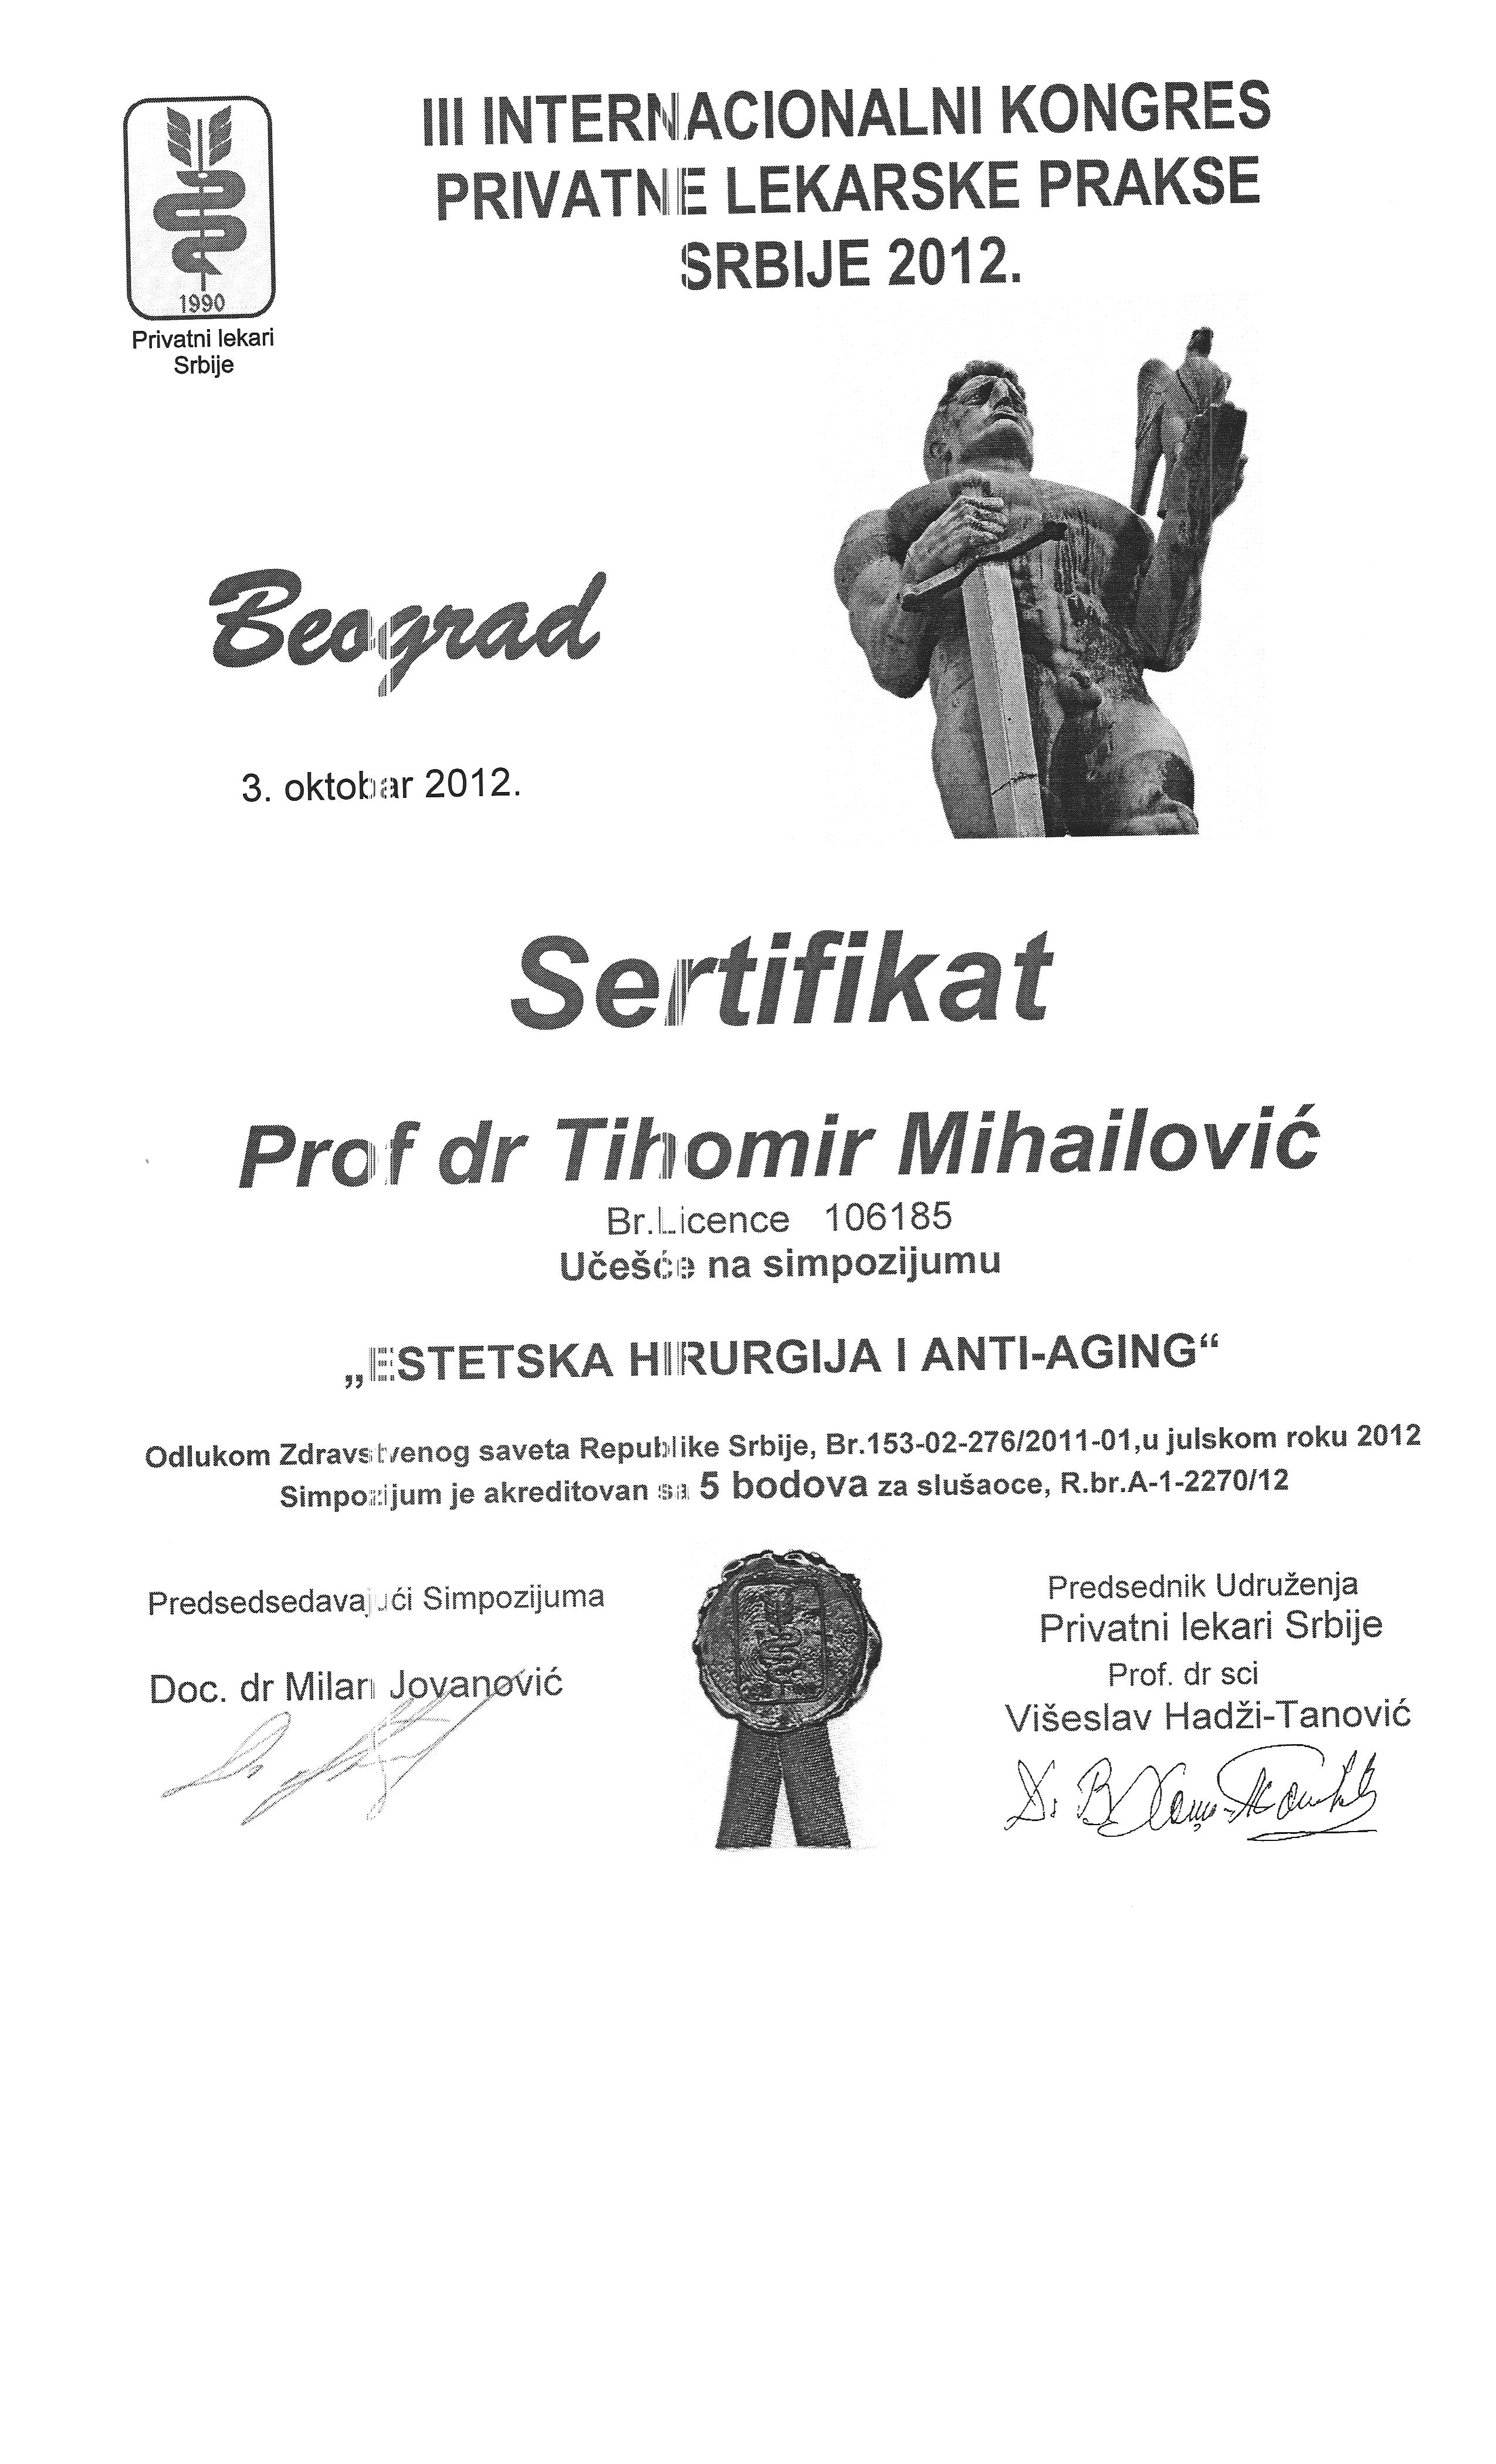 III INTERNACIONALNI KONGRES
PRIVATNE LEKARSKE PRAKSE
SRBIJE 2012.
1990
Privatni lekari
Srbije
Beograd
3. oktobar 2012.
Sertifikat
Prof dr Tihomir Mihailović
Br.Licence 106185
Učešće na simpozijumu
„ESTETSKA HIRURGIJA I ANTI-AGING“
Odlukom Zdravstvenog saveta Republike Srbije, Br.153-02-276/2011-01,u julskom roku 2012
Simpozijum je akreditovan sa 5 bodova za slušaoce, R.br.A-1-2270/12
Predsedsedavajući Simpozijuma
Doc. dr Milan Jovanović
Predsednik Udruženja
Privatni lekari Srbije
Prof. dr sci
Višeslav Hadži-Tanović